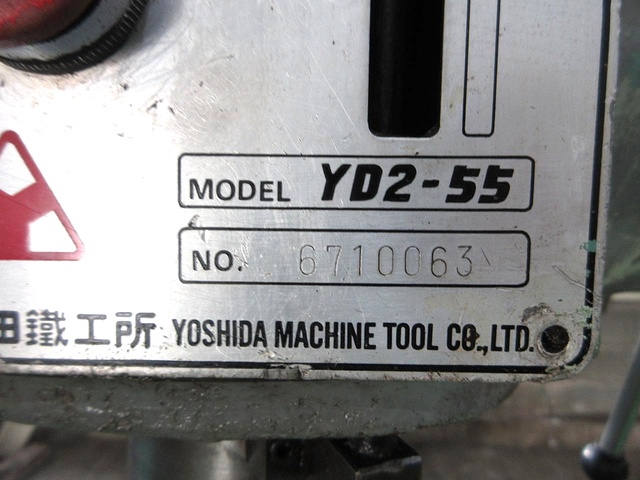 MODEL YD2-55
NO. 6710063
田鐵工所 YOSHIDA MACHINE TOOL CO.,LTD.